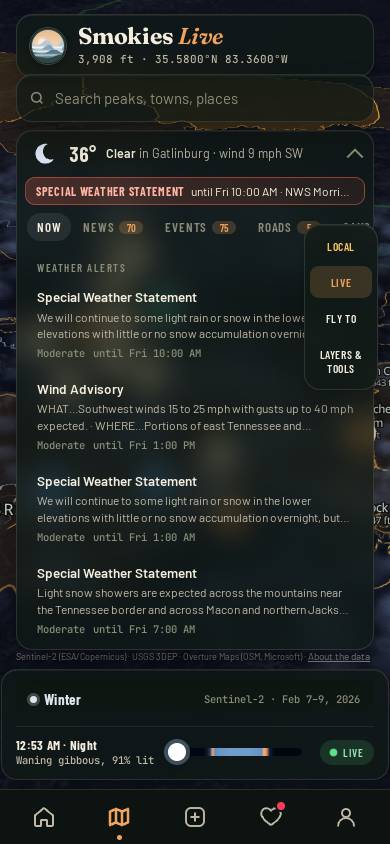 Smokies Live
3,908 ft · 35.5800°N 83.3600°W
Search peaks, towns, places
36° Clear in Gatlinburg · wind 9 mph SW
SPECIAL WEATHER STATEMENT until Fri 10:00 AM · NWS Morri...
NOW NEWS 70 EVENTS 75 ROADS
LOCAL
LIVE
FLY TO
LAYERS &
TOOLS
WEATHER ALERTS
Special Weather Statement
We will continue to some light rain or snow in the lowe
elevations with little or no snow accumulation overni
Moderate until Fri 10:00 AM
Wind Advisory
WHAT...Southwest winds 15 to 25 mph with gusts up to 40 mph
expected. · WHERE...Portions of east Tennessee and...
Moderate until Fri 1:00 PM
Special Weather Statement
We will continue to some light rain or snow in the lower
elevations with little or no snow accumulation overnight, but...
Moderate until Fri 1:00 AM
Special Weather Statement
Light snow showers are expected across the mountains near
the Tennessee border and across Macon and northern Jacks...
Moderate until Fri 7:00 AM
Sentinel-2 (ESA/Copernicus) · USGS 3DEP · Overture Maps (OSM, Microsoft) · About the data
Winter
Sentinel-2 · Feb 7–9, 2026
12:53 AM · Night
Waning gibbous, 91% lit
LIVE